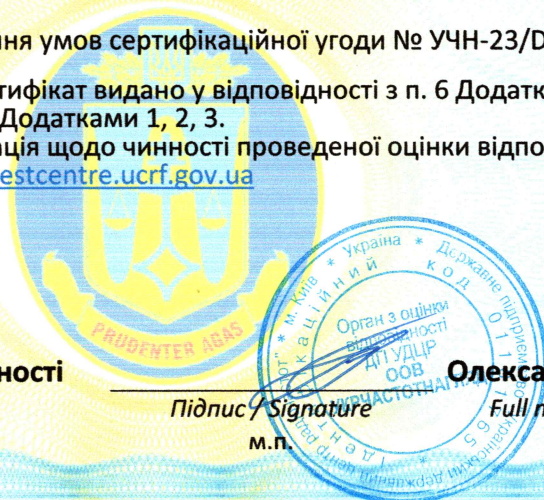 ня умов сертифікаційної угоди № УЧН-23/D
тифікат видано у відповідності з п. 6 Додатк
Додатками 1, 2, 3.
ація щодо чинності проведеної оцінки відпо
estcentre.ucrf.gov.ua
PRUDENTER AGAS
* м. Київ * Україна * Державне підприємство
код 011
Орган з оцінки
відповідності
ДП УДЦР
ООВ
УКРЧАСТОТНАГЛЯД
ності
Олекса
Підпис / Signature
Full n
м.п.